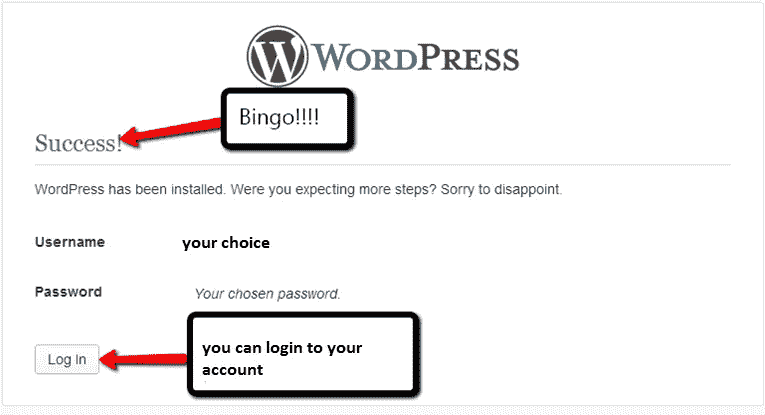 WORDPRESS
Bingo!!!!
Success!
WordPress has been installed. Were you expecting more steps? Sorry to disappoint.
Username your choice
Password Your chosen password.
Log In
you can login to your
account